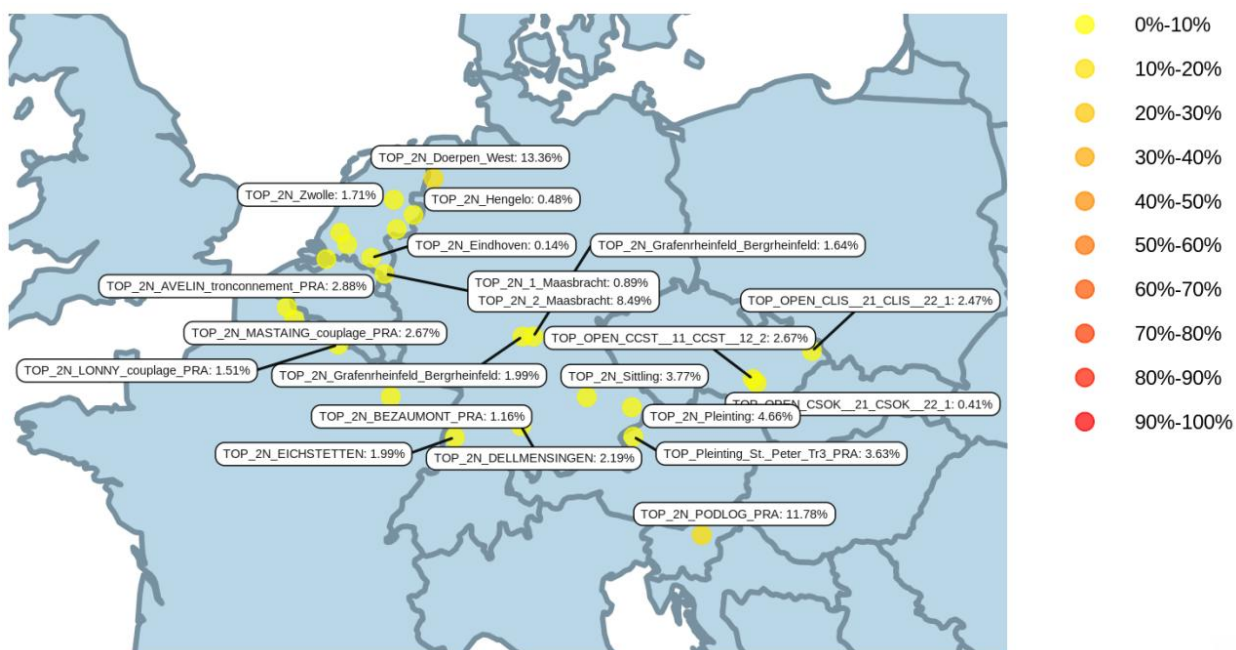 TOP_2N_Doerpen_West: 13.36%
TOP_2N_Zwolle: 1.71%
TOP_2N_Hengelo: 0.48%
TOP_2N_Eindhoven: 0.14%
TOP_2N_Grafenrheinfeld_Bergrheinfeld: 1.64%
TOP_2N_AVELIN_tronconnement_PRA: 2.88%
TOP_2N_1_Maasbracht: 0.89%
TOP_2N_2_Maasbracht: 8.49%
TOP_OPEN_CLIS__21_CLIS__22_1: 2.47%
TOP_2N_MASTAING_couplage_PRA: 2.67%
TOP_OPEN_CCST__11_CCST__12_2: 2.67%
TOP_2N_LONNY_couplage_PRA: 1.51%
TOP_2N_Grafenrheinfeld_Bergrheinfeld: 1.99%
TOP_2N_Sittling: 3.77%
TOP_OPEN_CSOK__21_CSOK__22_1: 0.41%
TOP_2N_BEZAUMONT_PRA: 1.16%
TOP_2N_Pleinting: 4.66%
TOP_2N_EICHSTETTEN: 1.99%
TOP_2N_DELLMENSINGEN: 2.19%
TOP_Pleinting_St._Peter_Tr3_PRA: 3.63%
TOP_2N_PODLOG_PRA: 11.78%
0%-10%
10%-20%
20%-30%
30%-40%
40%-50%
50%-60%
60%-70%
70%-80%
80%-90%
90%-100%